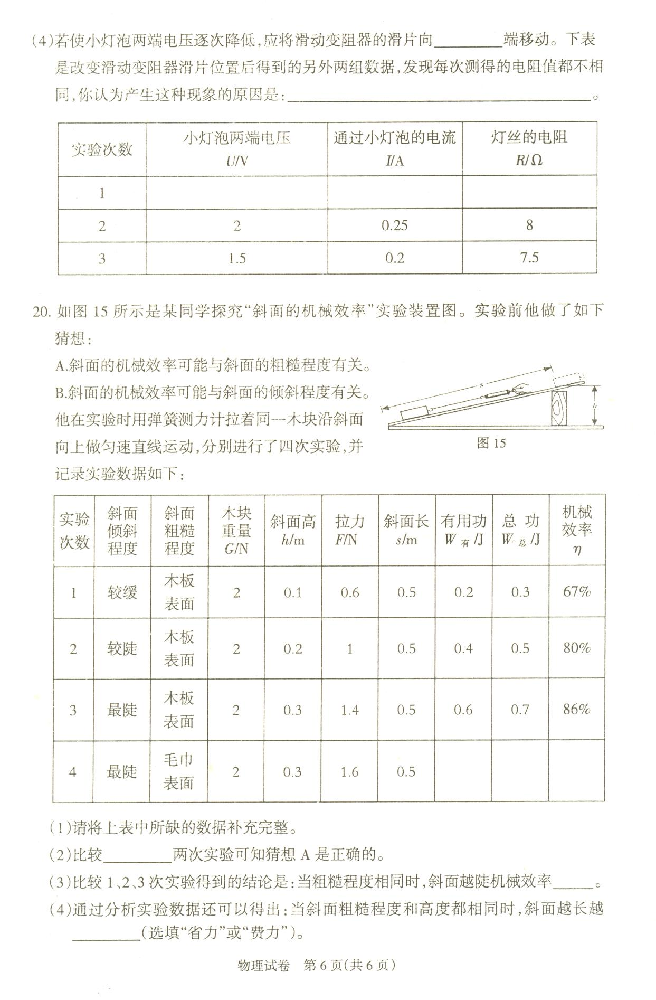 (4)若使小灯泡两端电压逐次降低,应将滑动变阻器的滑片向________端移动。下表
是改变滑动变阻器滑片位置后得到的另外两组数据,发现每次测得的电阻值都不相
同,你认为产生这种现象的原因是:________________________________。
实验次数 小灯泡两端电压 U/V 通过小灯泡的电流 I/A 灯丝的电阻 R/Ω
1
2 2 0.25 8
3 1.5 0.2 7.5
20. 如图 15 所示是某同学探究“斜面的机械效率”实验装置图。实验前他做了如下
猜想:
A.斜面的机械效率可能与斜面的粗糙程度有关。
B.斜面的机械效率可能与斜面的倾斜程度有关。
他在实验时用弹簧测力计拉着同一木块沿斜面
向上做匀速直线运动,分别进行了四次实验,并
记录实验数据如下:
s
h
图 15
实验次数 斜面倾斜程度 斜面粗糙程度 木块重量 G/N 斜面高 h/m 拉力 F/N 斜面长 s/m 有用功 W有/J 总 功 W总/J 机械效率 η
1 较缓 木板表面 2 0.1 0.6 0.5 0.2 0.3 67%
2 较陡 木板表面 2 0.2 1 0.5 0.4 0.5 80%
3 最陡 木板表面 2 0.3 1.4 0.5 0.6 0.7 86%
4 最陡 毛巾表面 2 0.3 1.6 0.5
(1)请将上表中所缺的数据补充完整。
(2)比较________两次实验可知猜想 A 是正确的。
(3)比较 1、2、3 次实验得到的结论是:当粗糙程度相同时,斜面越陡机械效率_____。
(4)通过分析实验数据还可以得出:当斜面粗糙程度和高度都相同时,斜面越长越
________(选填“省力”或“费力”)。
物理试卷 第 6 页(共 6 页)